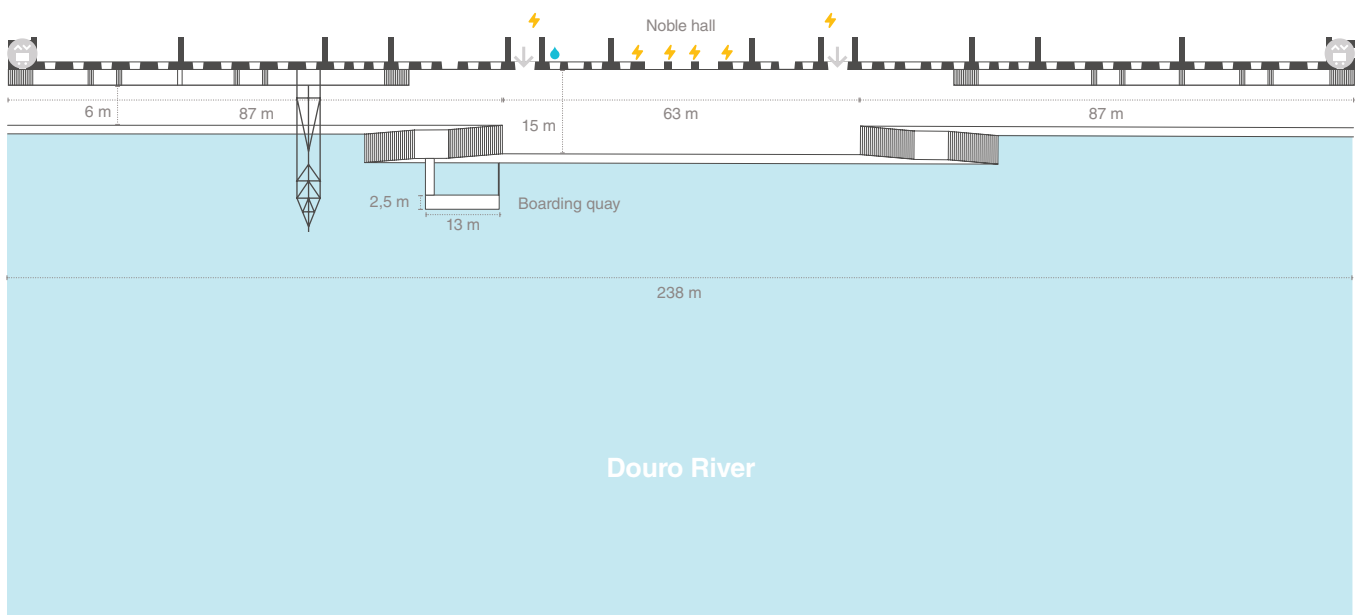 Noble hall
6 m
87 m
15 m
63 m
87 m
2,5 m
Boarding quay
13 m
238 m
Douro River